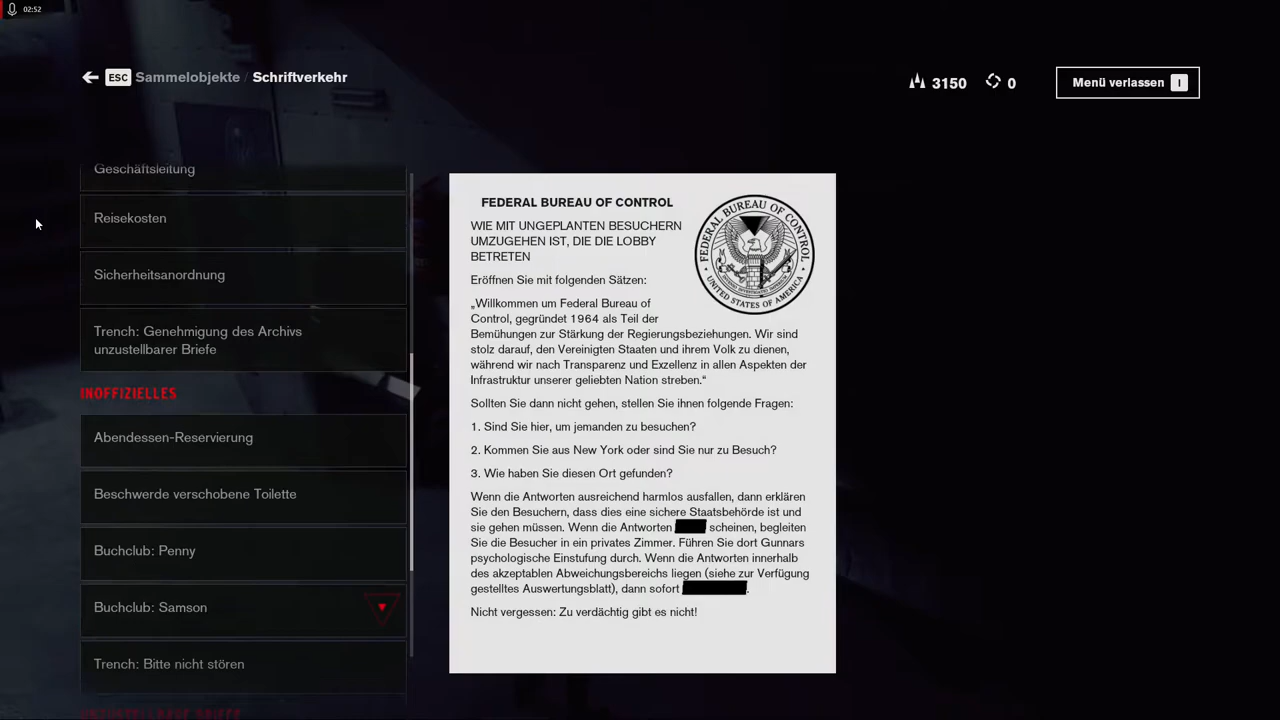 02:52
ESC Sammelobjekte / Schriftverkehr
3150
0
Menü verlassen I
Geschäftsleitung
Reisekosten
Sicherheitsanordnung
Trench: Genehmigung des Archivs
unzustellbarer Briefe
INOFFIZIELLES
Abendessen-Reservierung
Beschwerde verschobene Toilette
Buchclub: Penny
Buchclub: Samson
Trench: Bitte nicht stören
UNZUSTELLBARE BRIEFE
FEDERAL BUREAU OF CONTROL
WIE MIT UNGEPLANTEN BESUCHERN
UMZUGEHEN IST, DIE DIE LOBBY
BETRETEN
FEDERAL BUREAU OF CONTROL
UNITED STATES OF AMERICA
Eröffnen Sie mit folgenden Sätzen:
„Willkommen um Federal Bureau of
Control, gegründet 1964 als Teil der
Bemühungen zur Stärkung der Regierungsbeziehungen. Wir sind
stolz darauf, den Vereinigten Staaten und ihrem Volk zu dienen,
während wir nach Transparenz und Exzellenz in allen Aspekten der
Infrastruktur unserer geliebten Nation streben.“
Sollten Sie dann nicht gehen, stellen Sie ihnen folgende Fragen:
1. Sind Sie hier, um jemanden zu besuchen?
2. Kommen Sie aus New York oder sind Sie nur zu Besuch?
3. Wie haben Sie diesen Ort gefunden?
Wenn die Antworten ausreichend harmlos ausfallen, dann erklären
Sie den Besuchern, dass dies eine sichere Staatsbehörde ist und
sie gehen müssen. Wenn die Antworten scheinen, begleiten
Sie die Besucher in ein privates Zimmer. Führen Sie dort Gunnars
psychologische Einstufung durch. Wenn die Antworten innerhalb
des akzeptablen Abweichungsbereichs liegen (siehe zur Verfügung
gestelltes Auswertungsblatt), dann sofort .
Nicht vergessen: Zu verdächtig gibt es nicht!